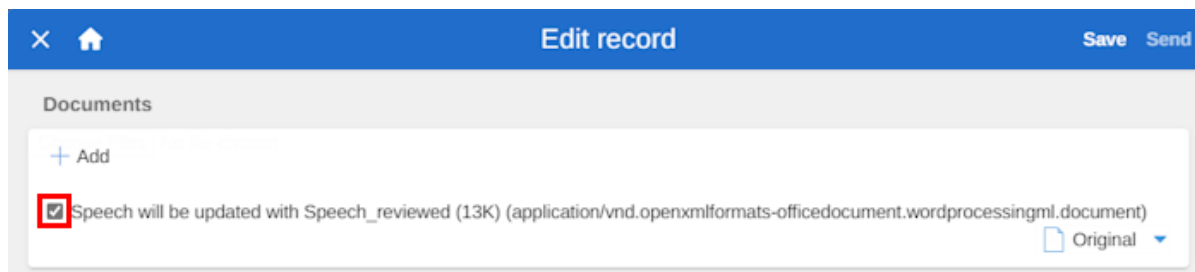 Edit record
Save Send
Documents
Add
Speech will be updated with Speech_reviewed (13K) (application/vnd.openxmlformats-officedocument.wordprocessingml.document)
Original